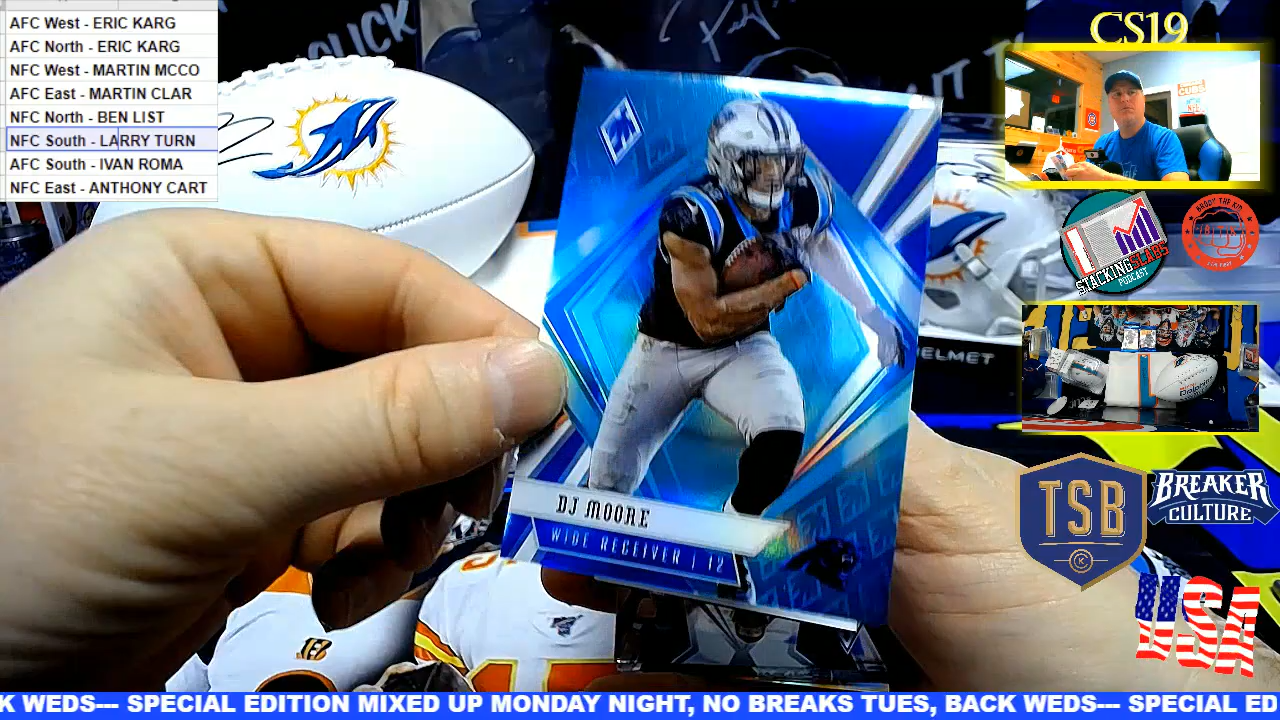 AFC West - ERIC KARG
AFC North - ERIC KARG
NFC West - MARTIN MCCO
AFC East - MARTIN CLAR
NFC North - BEN LIST
NFC South - LARRY TURN
AFC South - IVAN ROMA
NFC East - ANTHONY CART
CS19
STACKING SLABS
PODCAST
BRODY THE KID
HELMET
DJ MOORE
WIDE RECEIVER | 12
TSB
K
BREAKER
CULTURE
USA
K WEDS--- SPECIAL EDITION MIXED UP MONDAY NIGHT, NO BREAKS TUES, BACK WEDS--- SPECIAL ED